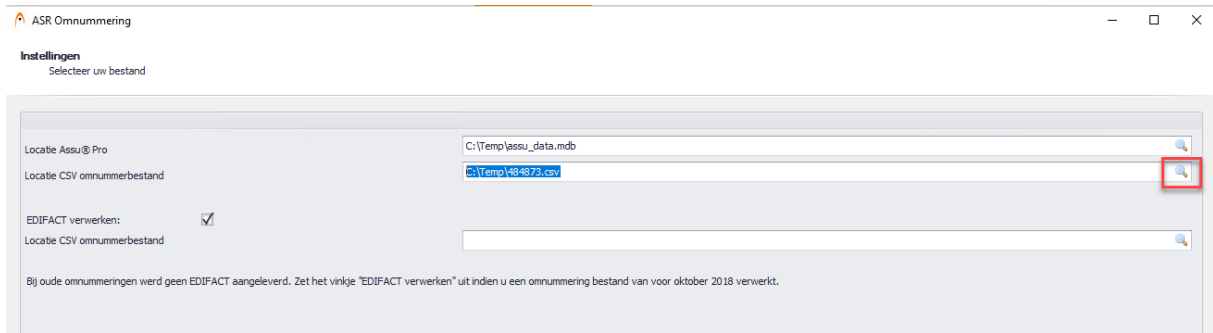 ASR Omnummering
Instellingen
Selecteer uw bestand
Locatie Assu® Pro
C:\Temp\assu_data.mdb
Locatie CSV omnummerbestand
C:\Temp\484873.csv
EDIFACT verwerken:
Locatie CSV omnummerbestand
Bij oude omnummeringen werd geen EDIFACT aangeleverd. Zet het vinkje "EDIFACT verwerken" uit indien u een omnummering bestand van voor oktober 2018 verwerkt.